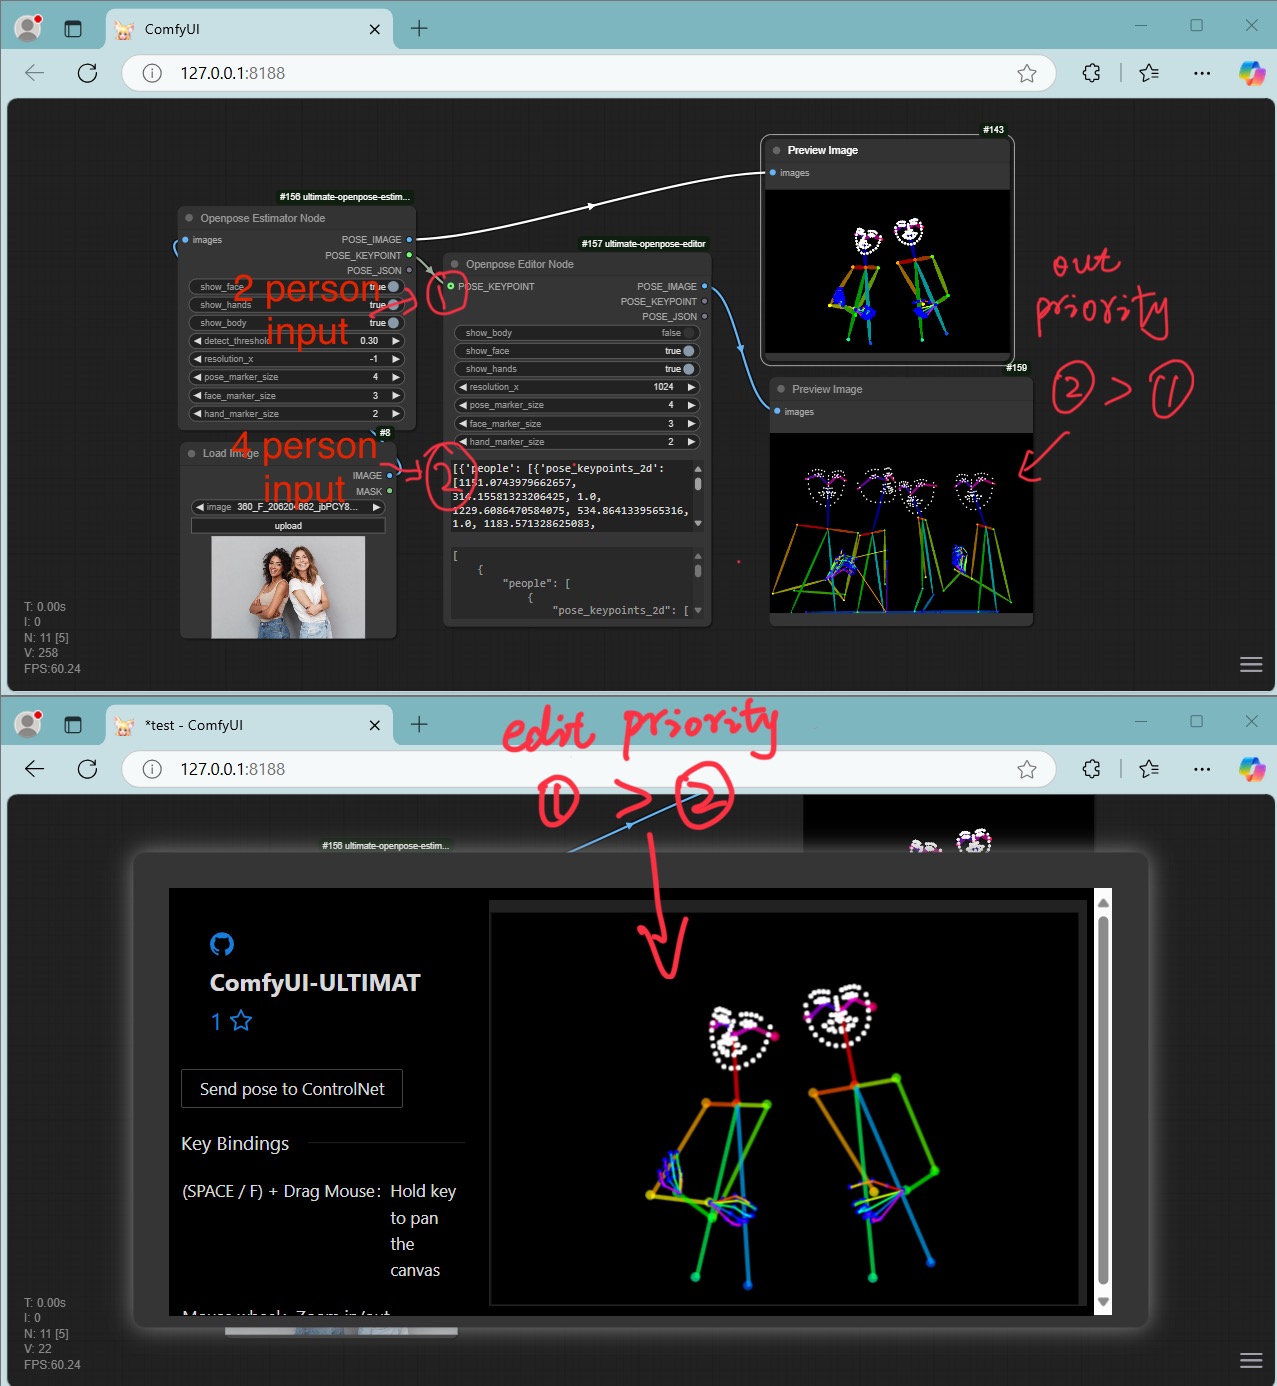 ComfyUI
127.0.0.1:8188
#143
Preview Image
images
#156 ultimate-openpose-estim...
Openpose Estimator Node
images
POSE_IMAGE
POSE_KEYPOINT
POSE_JSON
show_face true
show_hands true
show_body true
detect_threshold 0.30
resolution_x -1
pose_marker_size 4
face_marker_size 3
hand_marker_size 2
2 person
input
①
#157 ultimate-openpose-editor
Openpose Editor Node
POSE_KEYPOINT
POSE_IMAGE
POSE_KEYPOINT
POSE_JSON
show_body false
show_face true
show_hands true
resolution_x 1024
pose_marker_size 4
face_marker_size 3
hand_marker_size 2
[{'people': [{'pose_keypoints_2d':
[1151.0743979662657,
314.15581323206425, 1.0,
1229.6086470584075, 534.8641339565316,
1.0, 1183.571328625083,
[
{
"people": [
{
"pose_keypoints_2d": [
out
priority
② > ①
#159
Preview Image
images
#8
Load Image
IMAGE
MASK
image 360_F_206204662_jbPCY8...
upload
4 person
input
②
T: 0.00s
I: 0
N: 11 [5]
V: 258
FPS:60.24
*test - ComfyUI
127.0.0.1:8188
edit priority
① > ②
#156 ultimate-openpose-estim...
ComfyUI-ULTIMAT
1
Send pose to ControlNet
Key Bindings
(SPACE / F) + Drag Mouse: Hold key
to pan
the
canvas
Mouse wheel: Zoom in/out
T: 0.00s
I: 0
N: 11 [5]
V: 22
FPS:60.24